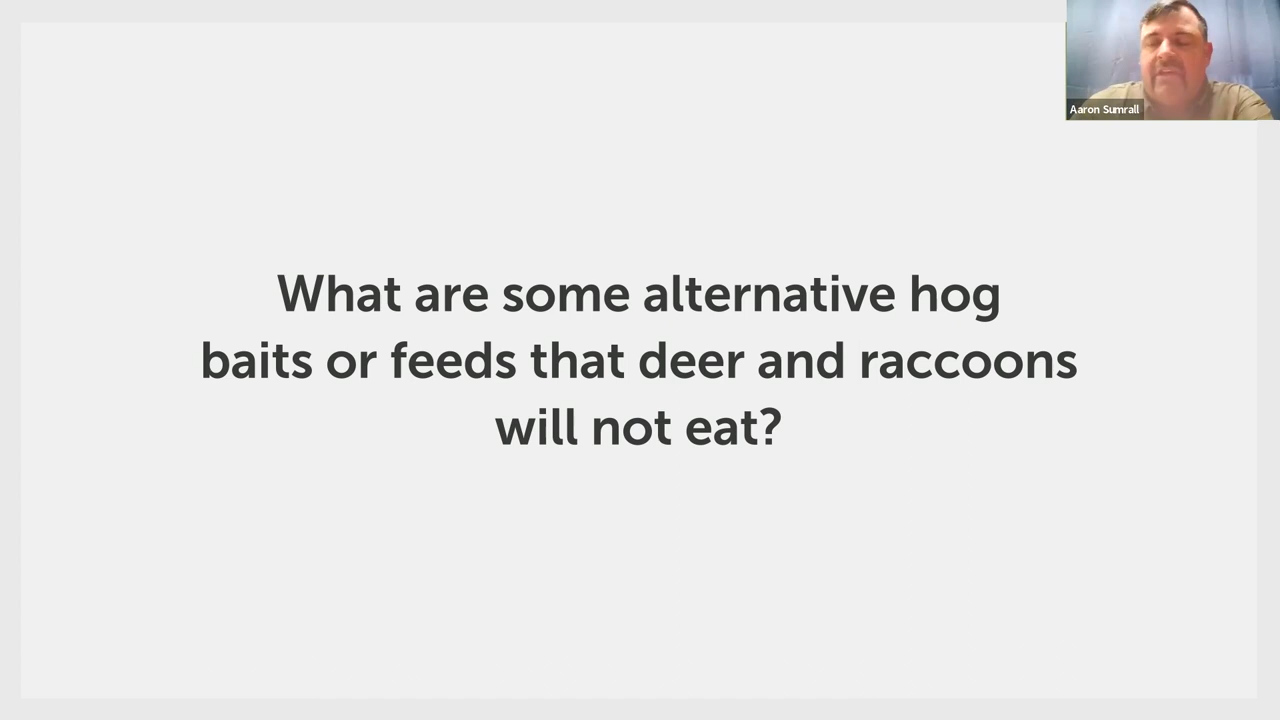 Aaron Sumrall
What are some alternative hog
baits or feeds that deer and raccoons
will not eat?